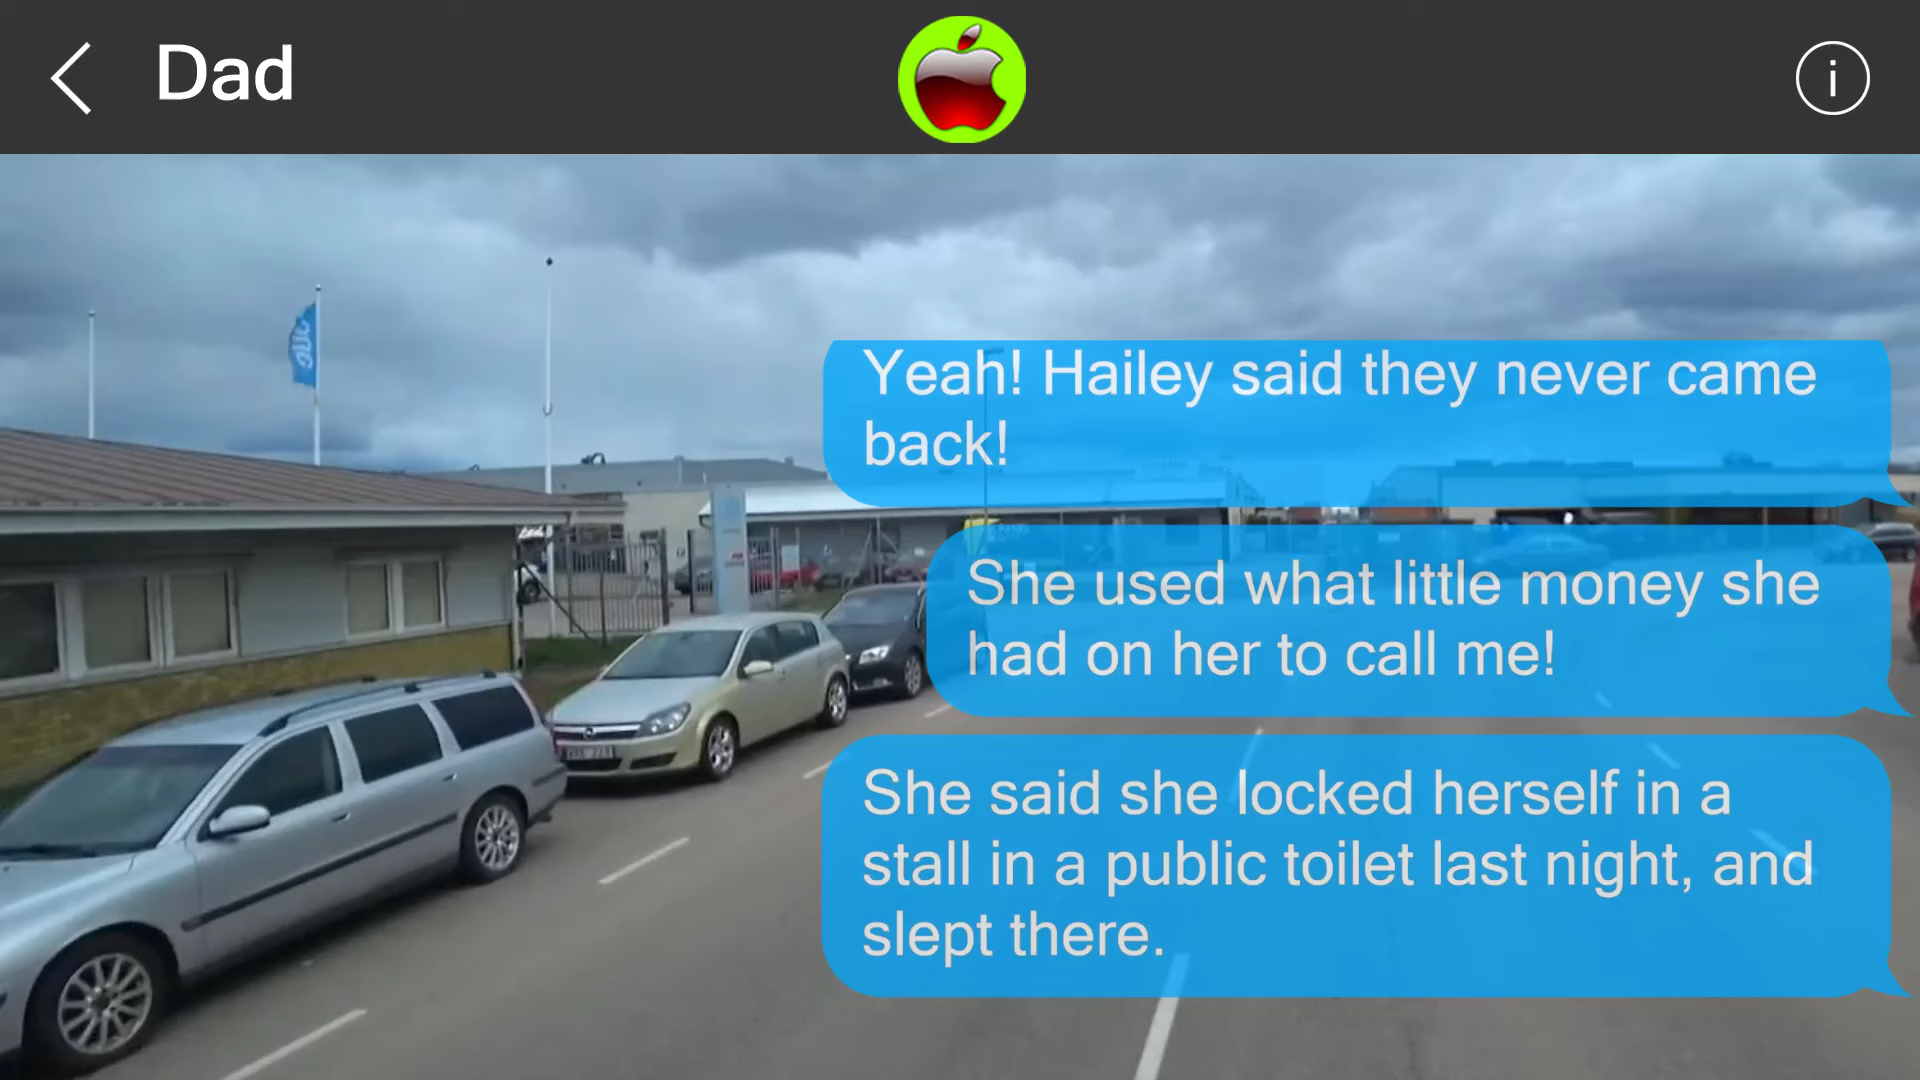 Dad
Yeah! Hailey said they never came
back!
She used what little money she
had on her to call me!
She said she locked herself in a
stall in a public toilet last night, and
slept there.